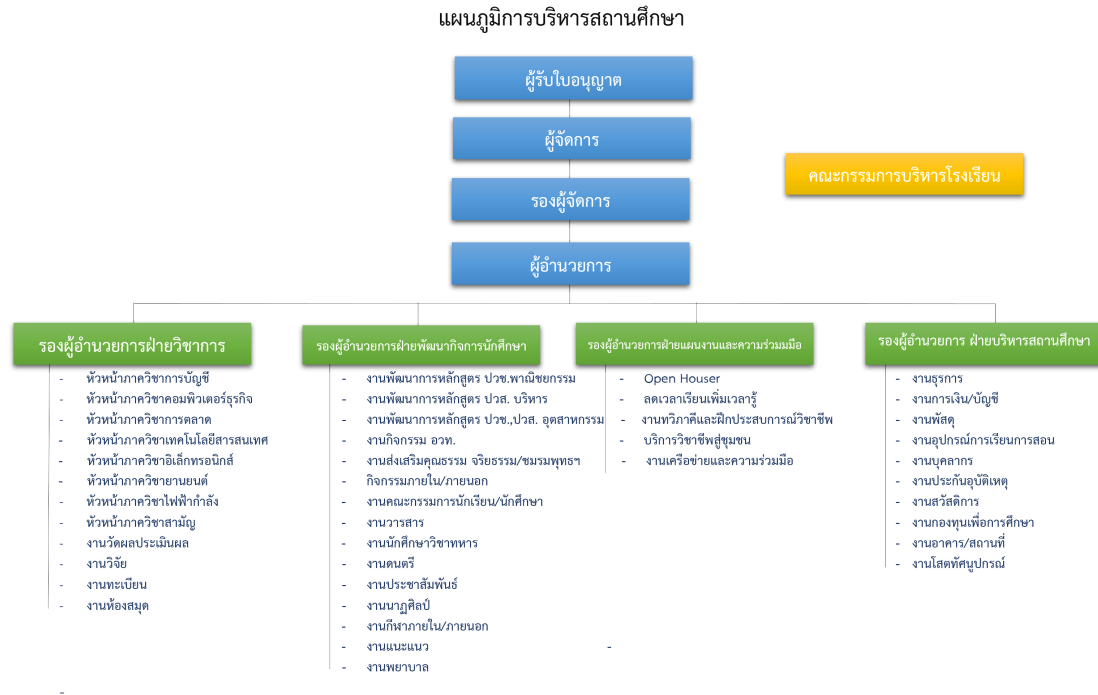 แผนภูมิการบริหารสถานศึกษา
ผู้รับใบอนุญาต
ผู้จัดการ
คณะกรรมการบริหารโรงเรียน
รองผู้จัดการ
ผู้อำนวยการ
รองผู้อำนวยการฝ่ายวิชาการ
- หัวหน้าภาควิชาการบัญชี
- หัวหน้าภาควิชาคอมพิวเตอร์ธุรกิจ
- หัวหน้าภาควิชาการตลาด
- หัวหน้าภาควิชาเทคโนโลยีสารสนเทศ
- หัวหน้าภาควิชาอิเล็กทรอนิกส์
- หัวหน้าภาควิชายานยนต์
- หัวหน้าภาควิชาไฟฟ้ากำลัง
- หัวหน้าภาควิชาสามัญ
- งานวัดผลประเมินผล
- งานวิจัย
- งานทะเบียน
- งานห้องสมุด
รองผู้อำนวยการฝ่ายพัฒนากิจการนักศึกษา
- งานพัฒนาการหลักสูตร ปวช.พาณิชยกรรม
- งานพัฒนาการหลักสูตร ปวส. บริหาร
- งานพัฒนาการหลักสูตร ปวช.,ปวส. อุตสาหกรรม
- งานกิจกรรม อวท.
- งานส่งเสริมคุณธรรม จริยธรรม/ชมรมพุทธฯ
- กิจกรรมภายใน/ภายนอก
- งานคณะกรรมการนักเรียน/นักศึกษา
- งานวารสาร
- งานนักศึกษาวิชาทหาร
- งานดนตรี
- งานประชาสัมพันธ์
- งานนาฏศิลป์
- งานกีฬาภายใน/ภายนอก
- งานแนะแนว
- งานพยาบาล
รองผู้อำนวยการฝ่ายแผนงานและความร่วมมมือ
- Open Houser
- ลดเวลาเรียนเพิ่มเวลารู้
- งานทวิภาคีและฝึกประสบการณ์วิชาชีพ
- บริการวิชาชีพสู่ชุมชน
- งานเครือข่ายและความร่วมมือ
-
รองผู้อำนวยการ ฝ่ายบริหารสถานศึกษา
- งานธุรการ
- งานการเงิน/บัญชี
- งานพัสดุ
- งานอุปกรณ์การเรียนการสอน
- งานบุคลากร
- งานประกันอุบัติเหตุ
- งานสวัสดิการ
- งานกองทุนเพื่อการศึกษา
- งานอาคาร/สถานที่
- งานโสตทัศนูปกรณ์